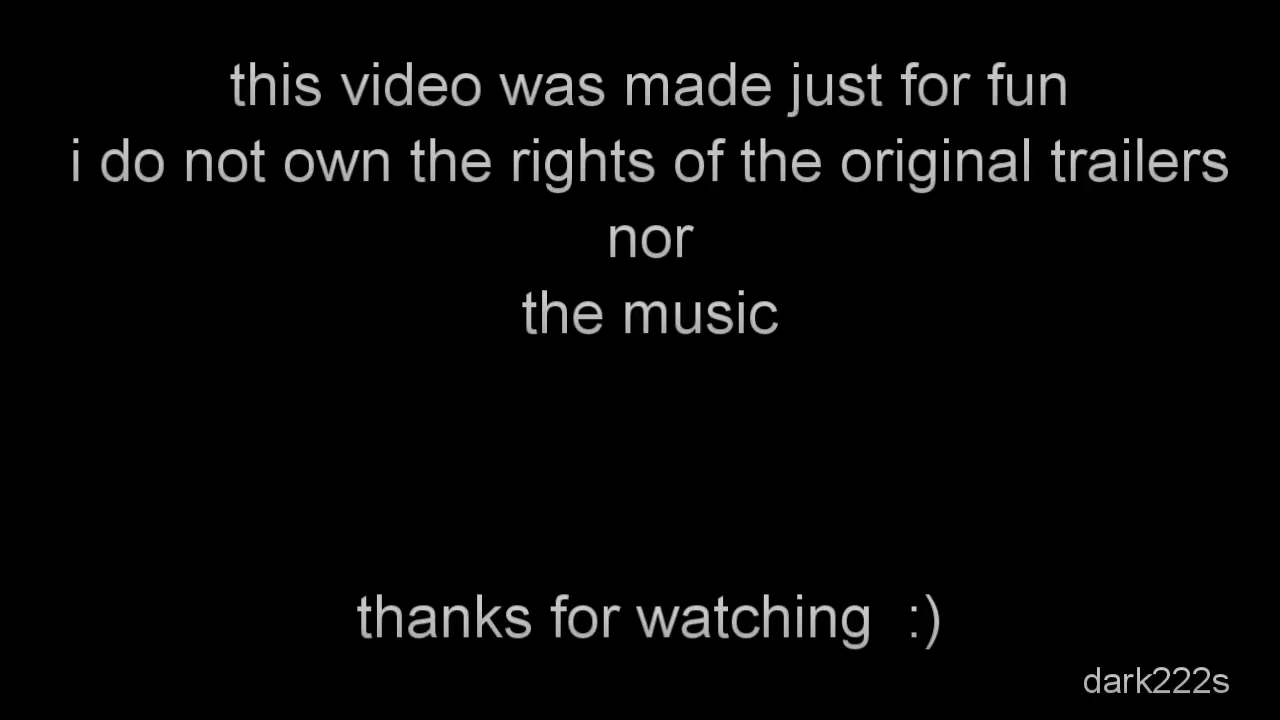 this video was made just for fun
i do not own the rights of the original trailers
nor
the music
thanks for watching  :)
dark222s